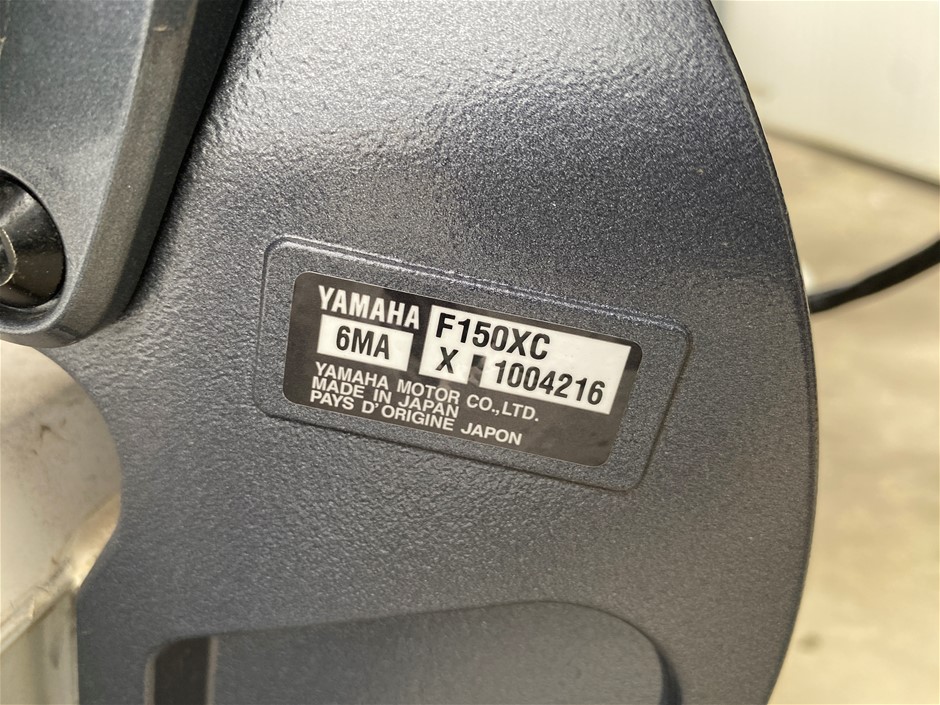 YAMAHA F150XC
6MA X 1004216
YAMAHA MOTOR CO.,LTD.
MADE IN JAPAN
PAYS D'ORIGINE JAPON